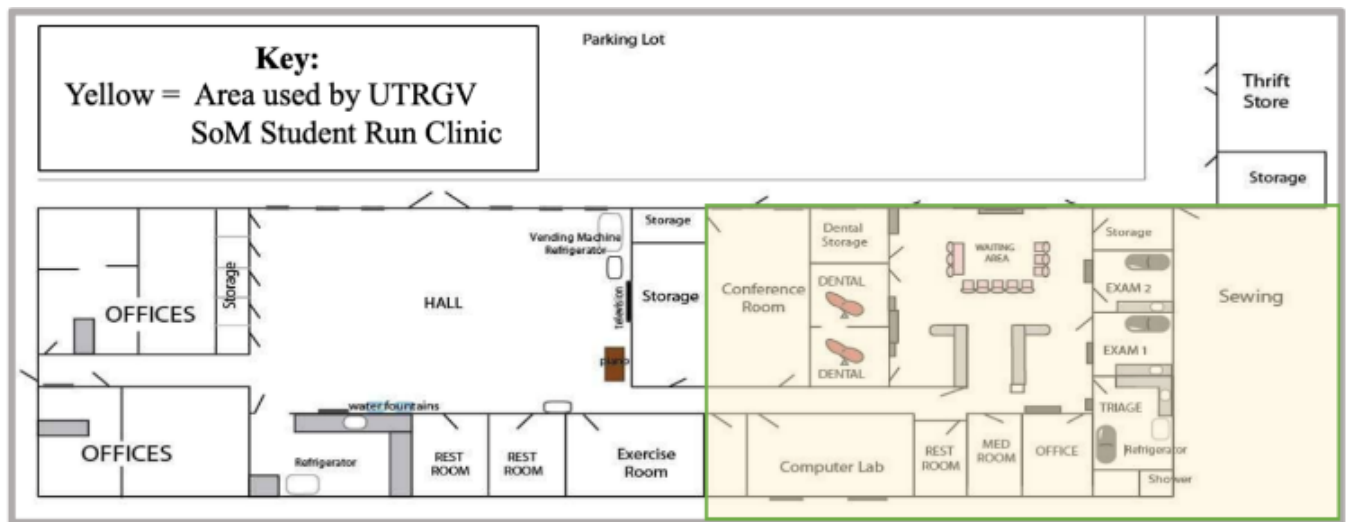 Key:
Yellow = Area used by UTRGV
SoM Student Run Clinic
Parking Lot
Thrift
Store
Storage
OFFICES
Storage
HALL
Vending Machine
Refrigerator
television
piano
Storage
Storage
Conference
Room
Dental
Storage
DENTAL
DENTAL
WAITING
AREA
Storage
EXAM 2
EXAM 1
TRIAGE
Refrigerator
Shower
Sewing
OFFICES
water fountains
Refrigerator
REST
ROOM
REST
ROOM
Exercise
Room
Computer Lab
REST
ROOM
MED
ROOM
OFFICE